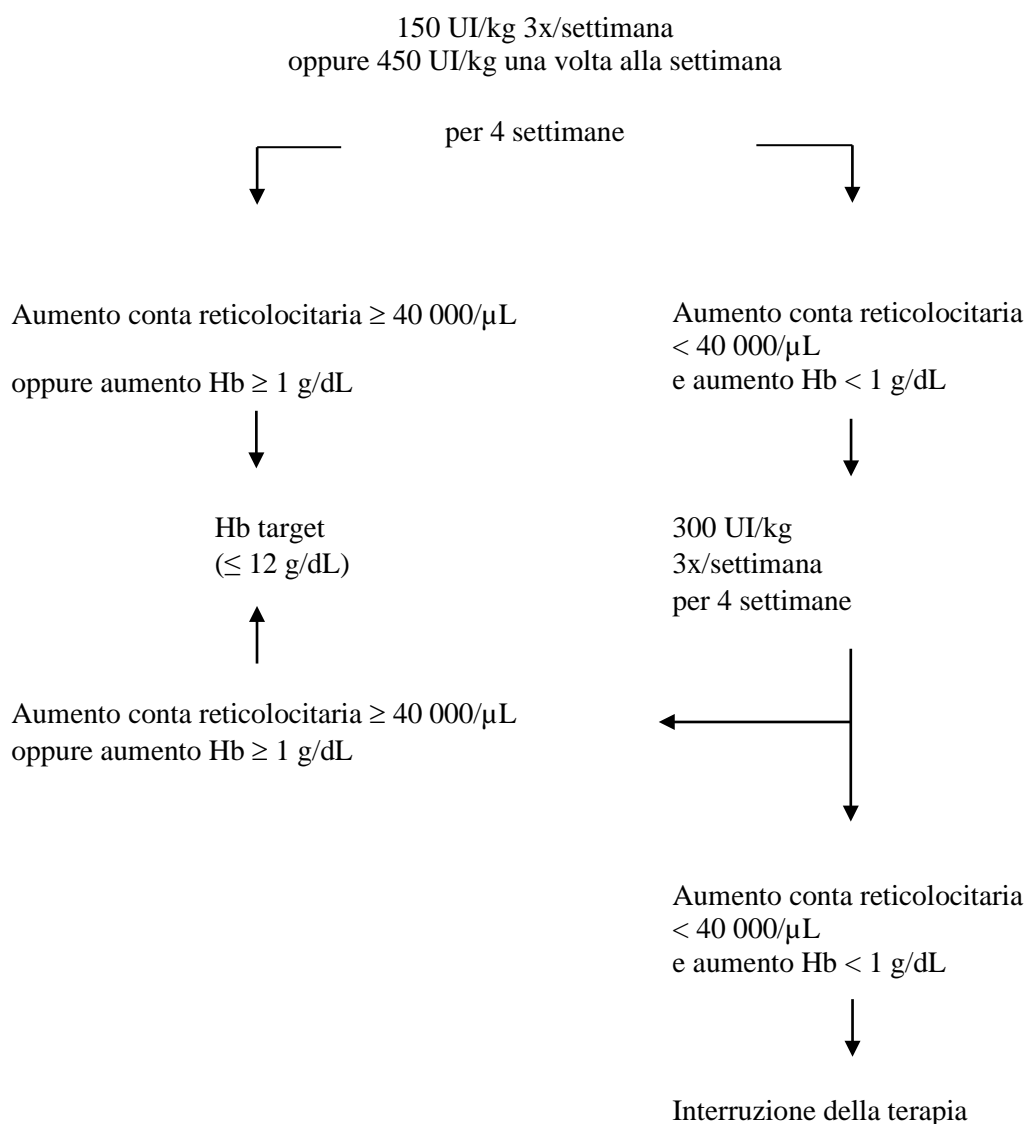 150 UI/kg 3x/settimana
oppure 450 UI/kg una volta alla settimana
per 4 settimane
Aumento conta reticolocitaria ≥ 40 000/µL
oppure aumento Hb ≥ 1 g/dL
Aumento conta reticolocitaria
< 40 000/µL
e aumento Hb < 1 g/dL
Hb target
(≤ 12 g/dL)
300 UI/kg
3x/settimana
per 4 settimane
Aumento conta reticolocitaria ≥ 40 000/µL
oppure aumento Hb ≥ 1 g/dL
Aumento conta reticolocitaria
< 40 000/µL
e aumento Hb < 1 g/dL
Interruzione della terapia